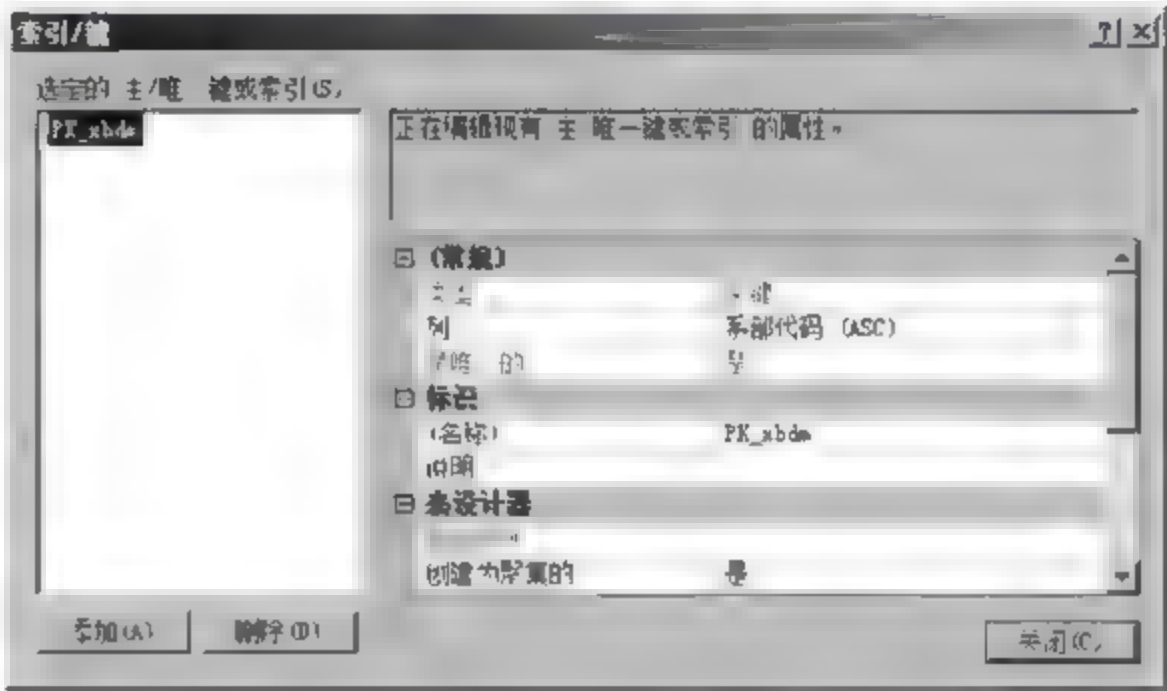 索引/键
选定的 主/唯 键或索引(S)
PK_xbdm
正在编辑现有 主 唯一键或索引 的属性。
(常规)
列 系部代码 (ASC)
是
标识
(名称) PK_xbdm
说明
表设计器
创建为聚集的 是
添加(A) 删除(D) 关闭(C)